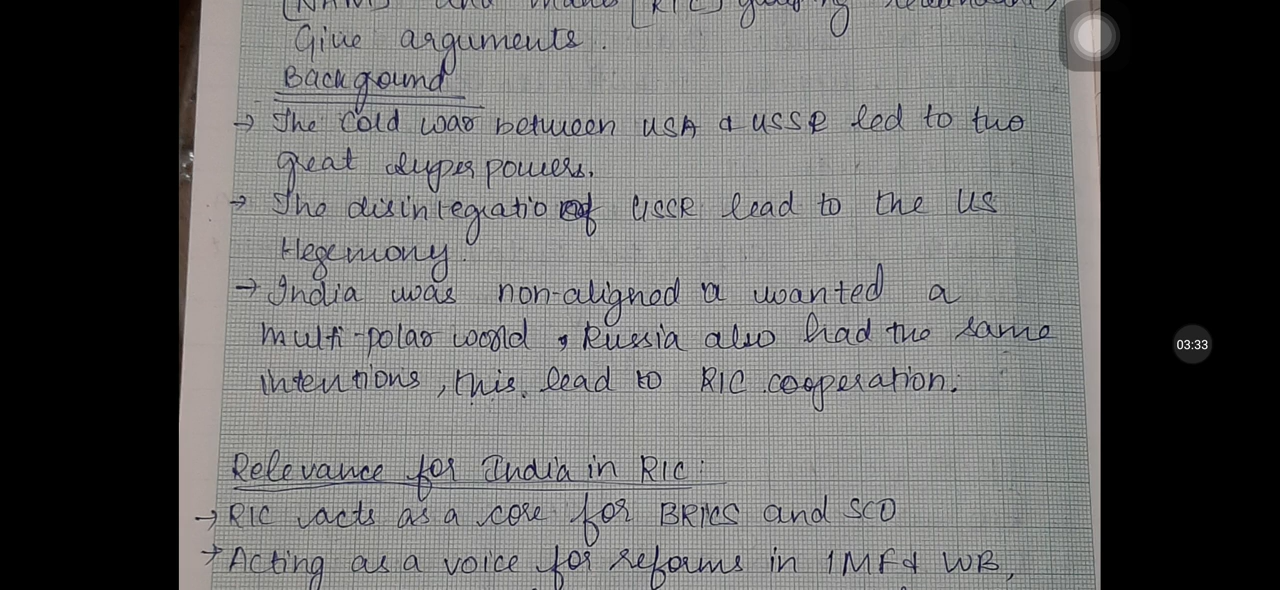 Give arguments.
Backgound
→ The Cold war between USA & USSR led to two
great superpowers.
→ The disintegratio of USSR lead to the US
Hegemony.
→ India was non-aligned & wanted a
multi-polar world, Russia also had the same
intentions, this lead to RIC cooperation.
Relevance for India in RIC:
→ RIC acts as a core for BRICS and SCO
→ Acting as a voice for reforms in IMF & WB,
03:33